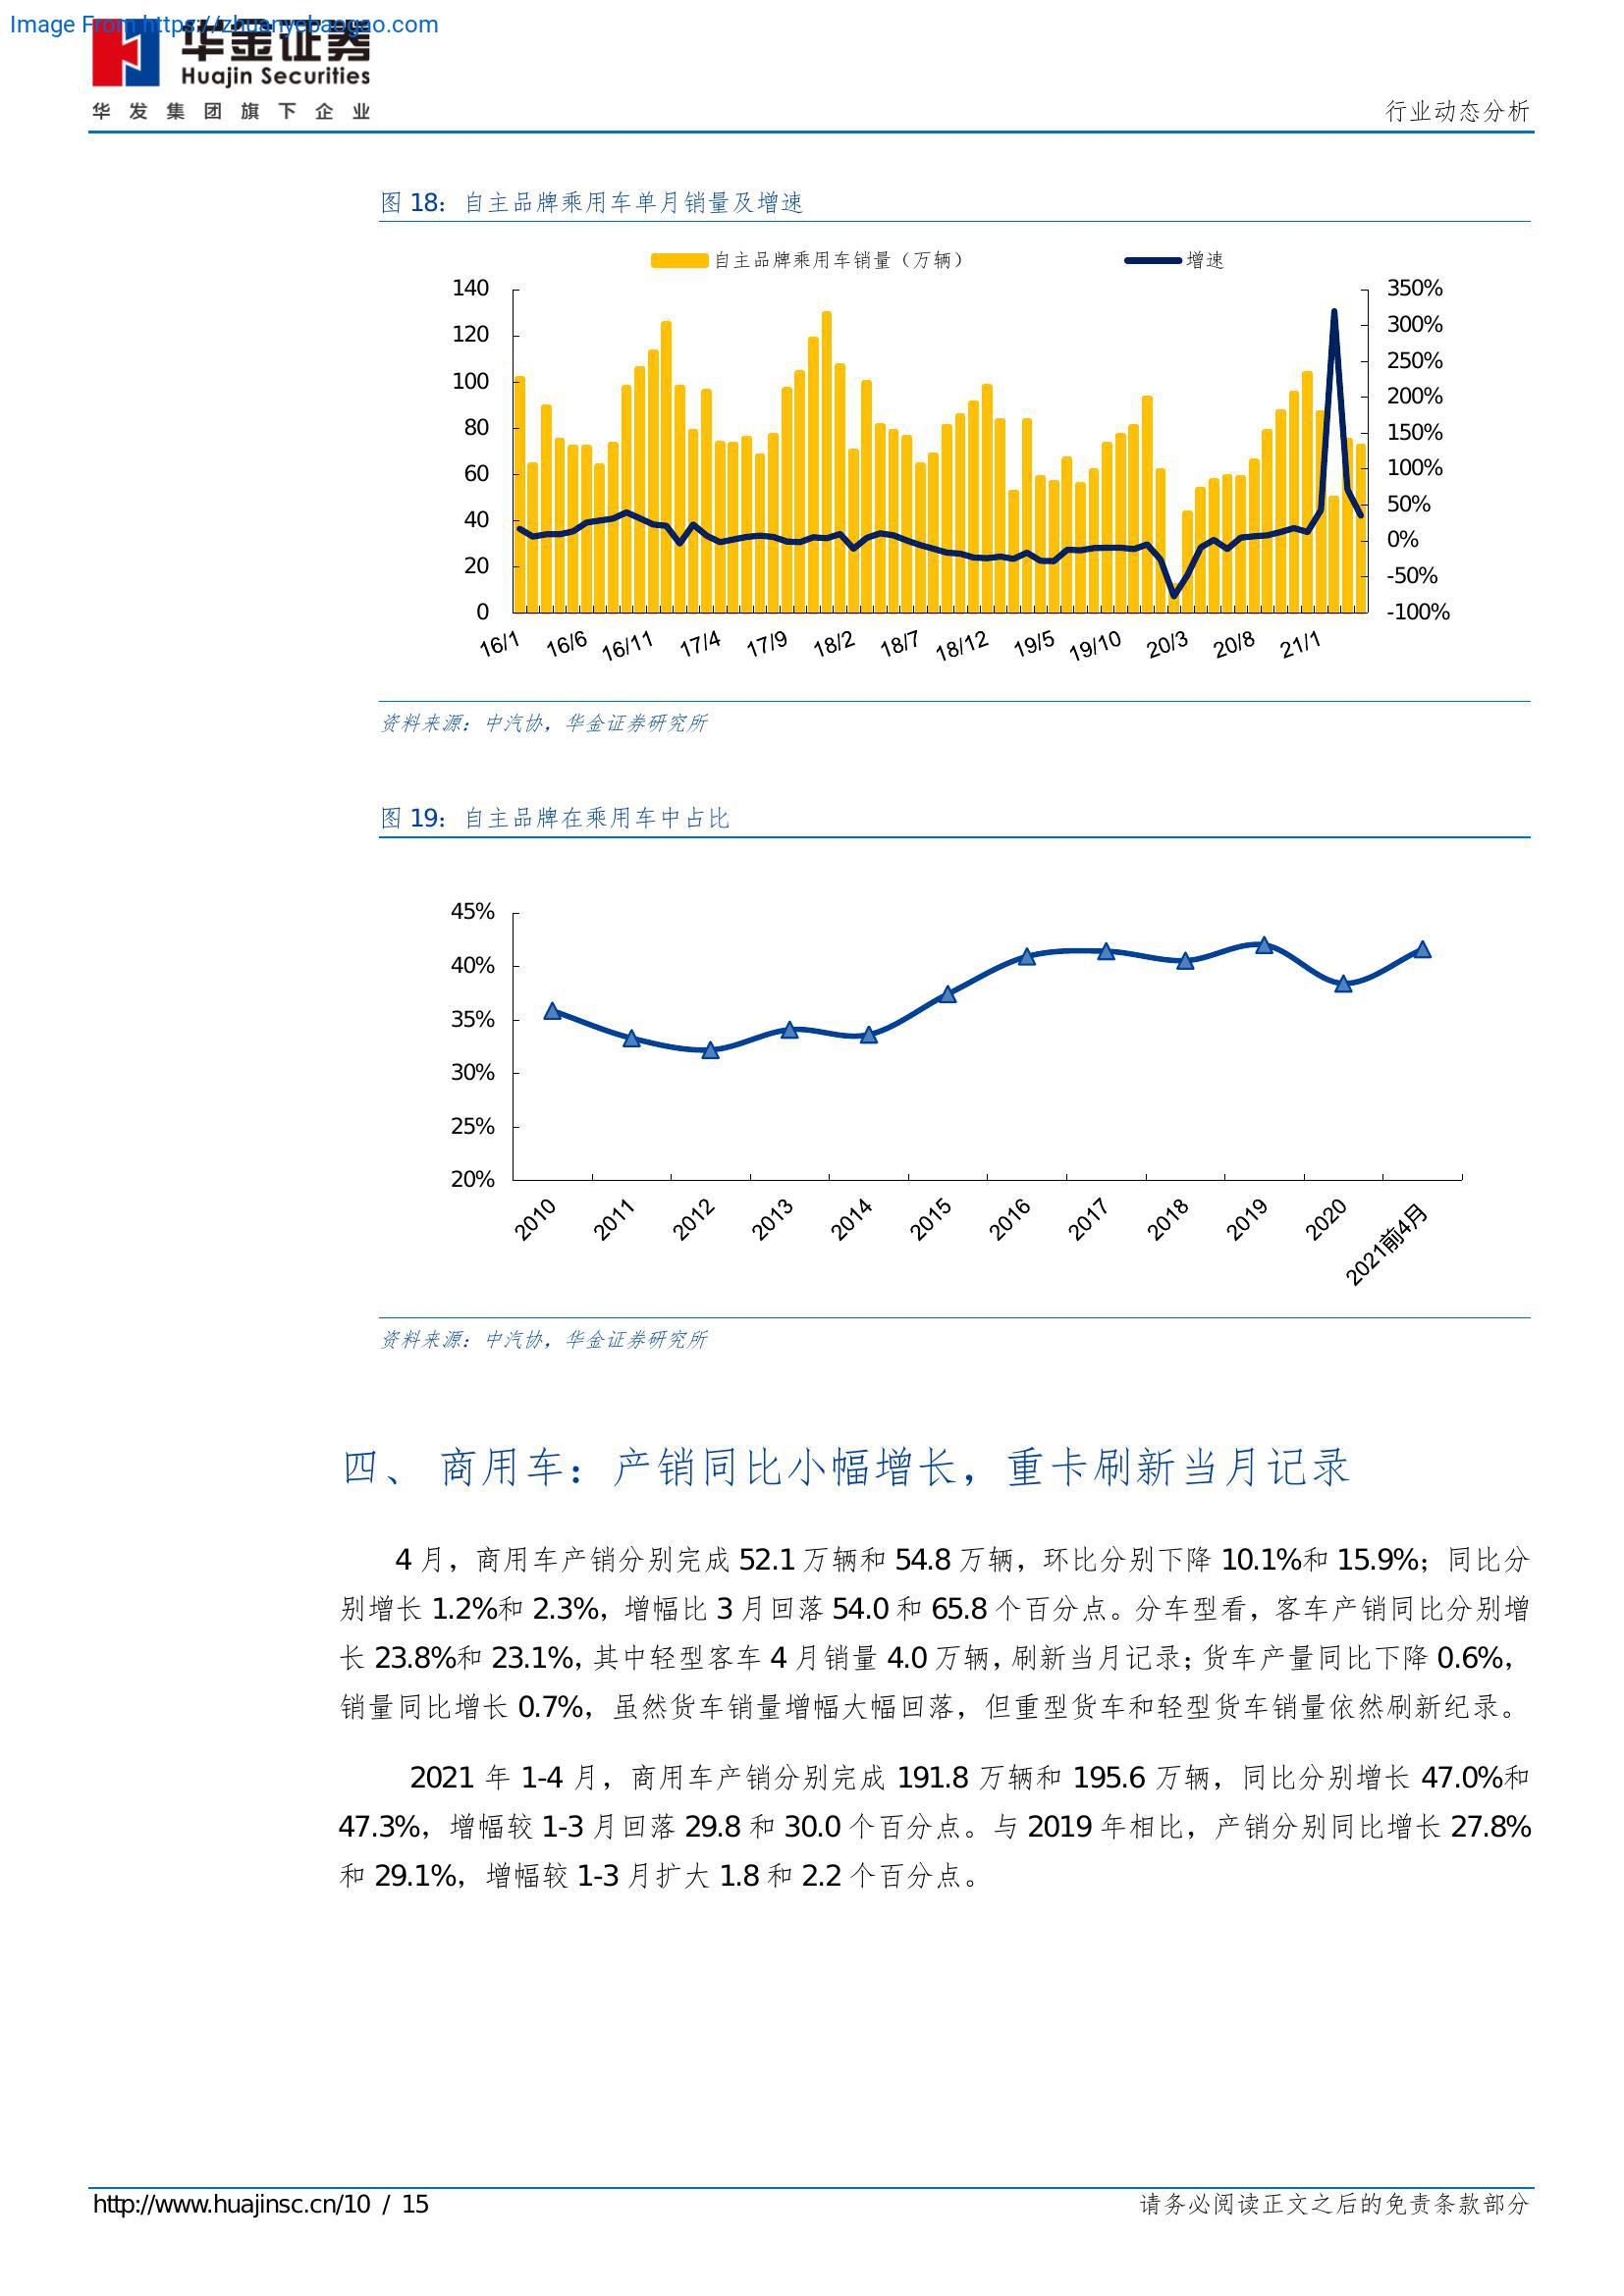 Image From https://zhuanyebaogao.com
华金证券
Huajin Securities
华发集团旗下企业
行业动态分析
图 18：自主品牌乘用车单月销量及增速
自主品牌乘用车销量（万辆） 增速
140 350%
120 300%
100 250%
80 200%
60 150%
40 100%
20 50%
0 0%
-50%
-100%
16/1 16/6 16/11 17/4 17/9 18/2 18/7 18/12 19/5 19/10 20/3 20/8 21/1
资料来源：中汽协，华金证券研究所
图 19：自主品牌在乘用车中占比
45%
40%
35%
30%
25%
20%
2010 2011 2012 2013 2014 2015 2016 2017 2018 2019 2020 2021前4月
资料来源：中汽协，华金证券研究所
四、 商用车：产销同比小幅增长，重卡刷新当月记录
4 月，商用车产销分别完成 52.1 万辆和 54.8 万辆，环比分别下降 10.1%和 15.9%；同比分
别增长 1.2%和 2.3%，增幅比 3 月回落 54.0 和 65.8 个百分点。分车型看，客车产销同比分别增
长 23.8%和 23.1%，其中轻型客车 4 月销量 4.0 万辆，刷新当月记录；货车产量同比下降 0.6%，
销量同比增长 0.7%，虽然货车销量增幅大幅回落，但重型货车和轻型货车销量依然刷新纪录。
2021 年 1-4 月，商用车产销分别完成 191.8 万辆和 195.6 万辆，同比分别增长 47.0%和
47.3%，增幅较 1-3 月回落 29.8 和 30.0 个百分点。与 2019 年相比，产销分别同比增长 27.8%
和 29.1%，增幅较 1-3 月扩大 1.8 和 2.2 个百分点。
http://www.huajinsc.cn/10 / 15
请务必阅读正文之后的免责条款部分